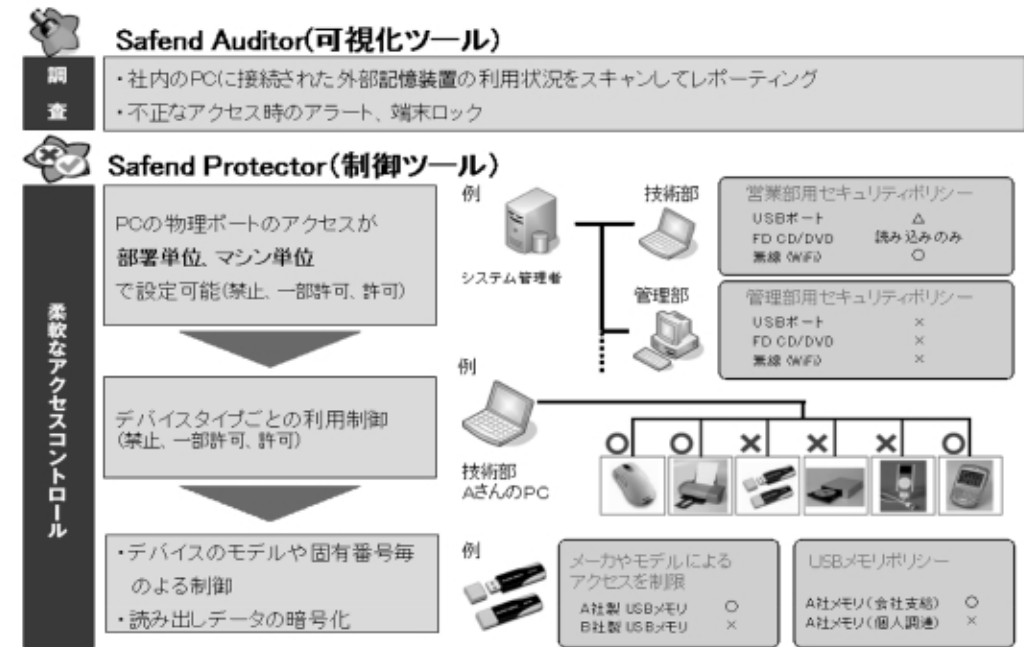 Safend Auditor(可視化ツール)
調査
・社内のPCに接続された外部記憶装置の利用状況をスキャンしてレポーティング
・不正なアクセス時のアラート、端末ロック
Safend Protector(制御ツール)
柔軟なアクセスコントロール
PCの物理ポートのアクセスが
部署単位、マシン単位
で設定可能(禁止、一部許可、許可)
例
システム管理者
技術部
管理部
営業部用セキュリティポリシー
USBポート △
FD CD/DVD 読み込みのみ
無線 (WiFi) ○
管理部用セキュリティポリシー
USBポート ×
FD CD/DVD ×
無線 (WiFi) ×
デバイスタイプごとの利用制御
(禁止、一部許可、許可)
例
技術部
AさんのPC
○ ○ × × × ○
・デバイスのモデルや固有番号毎
のよる制御
・読み出しデータの暗号化
例
メーカやモデルによる
アクセスを制限
A社製 USBメモリ ○
B社製 USBメモリ ×
USBメモリポリシー
A社メモリ(会社支給) ○
A社メモリ(個人調達) ×